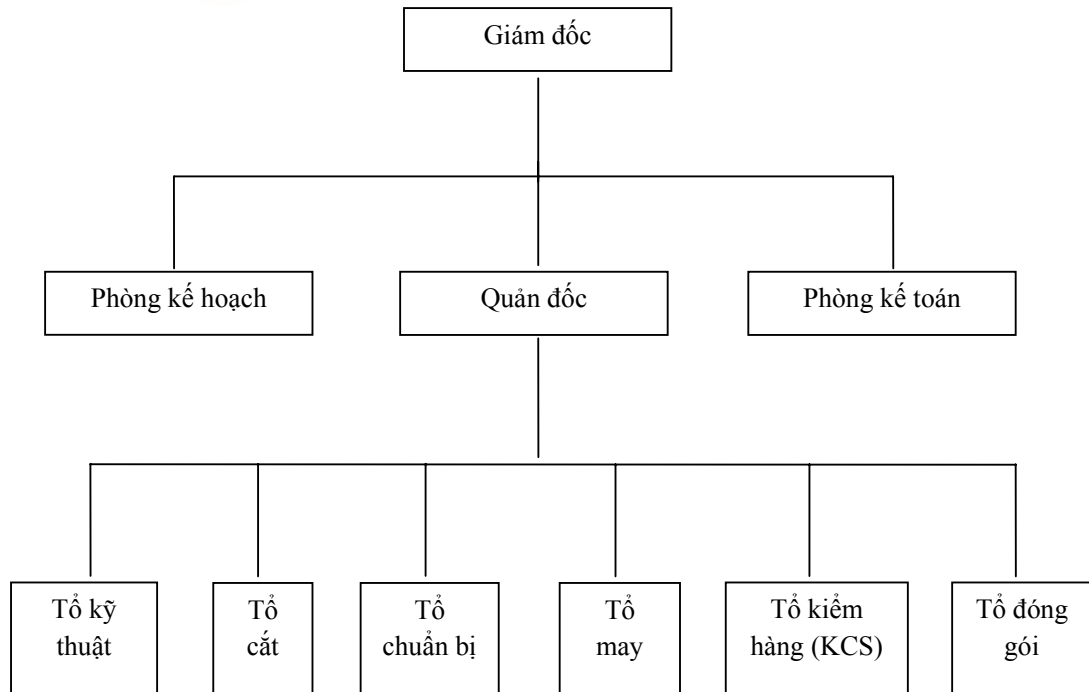 Giám đốc
Phòng kế hoạch
Quản đốc
Phòng kế toán
Tổ kỹ
thuật
Tổ
cắt
Tổ
chuẩn bị
Tổ
may
Tổ kiểm
hàng (KCS)
Tổ đóng
gói